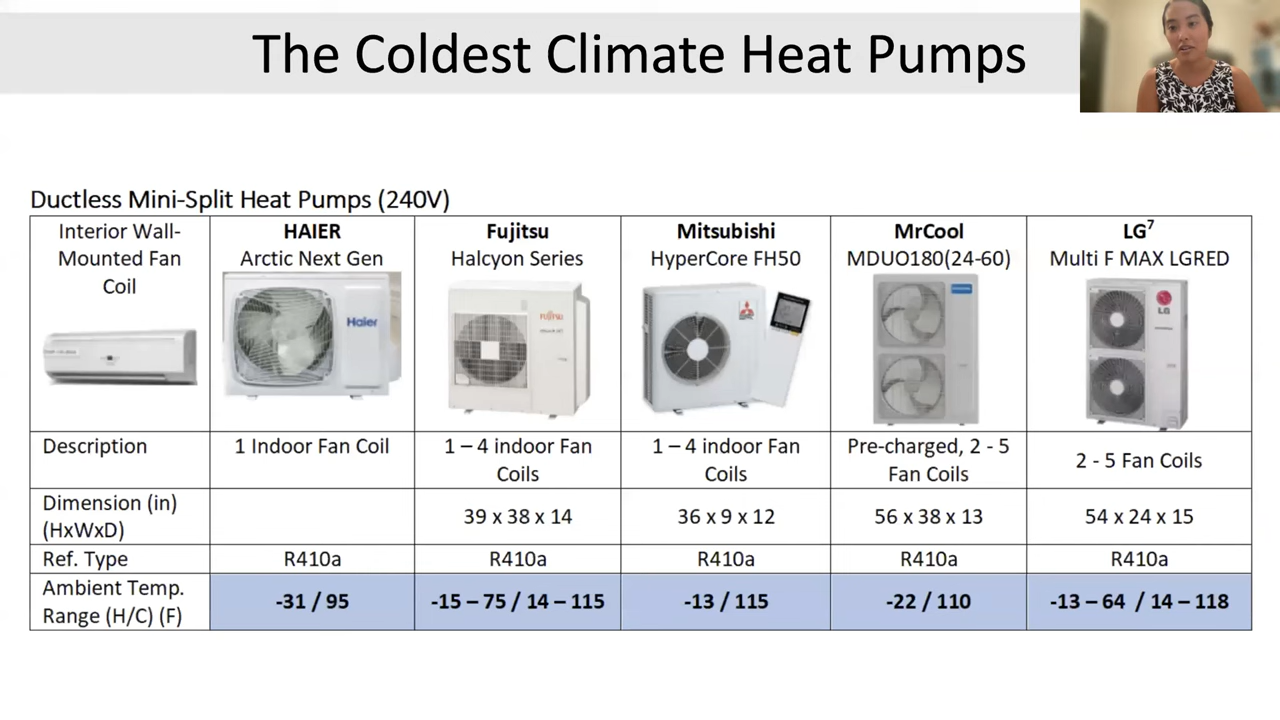 The Coldest Climate Heat Pumps
Ductless Mini-Split Heat Pumps (240V)
Interior Wall-
Mounted Fan
Coil
HAIER
Arctic Next Gen
Haier
Fujitsu
Halcyon Series
FUJITSU
Mitsubishi
HyperCore FH50
MrCool
MDUO180(24-60)
LG7
Multi F MAX LGRED
LG
Description
1 Indoor Fan Coil
1 – 4 indoor Fan
Coils
1 – 4 indoor Fan
Coils
Pre-charged, 2 - 5
Fan Coils
2 - 5 Fan Coils
Dimension (in)
(HxWxD)
39 x 38 x 14
36 x 9 x 12
56 x 38 x 13
54 x 24 x 15
Ref. Type
R410a
R410a
R410a
R410a
R410a
Ambient Temp.
Range (H/C) (F)
-31 / 95
-15 – 75 / 14 – 115
-13 / 115
-22 / 110
-13 – 64 / 14 – 118